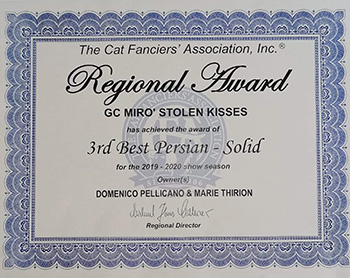 The Cat Fanciers' Association, Inc.®
Regional Award
GC MIRO' STOLEN KISSES
has achieved the award of
3rd Best Persian - Solid
for the 2019 - 2020 show season
Owner(s)
DOMENICO PELLICANO & MARIE THIRION
Regional Director